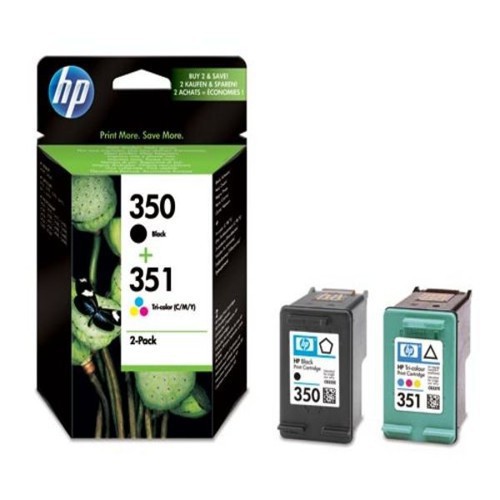 hp
BUY 2 & SAVE!
2 KAUFEN & SPAREN!
2 ACHATS = ÉCONOMIES!
Print More. Save More.
350
Black
+
351
Tri-color (C/M/Y)
2-Pack
hp
HP Black
Print Cartridge
350
hp
HP Tri-colour
Print Cartridge
351